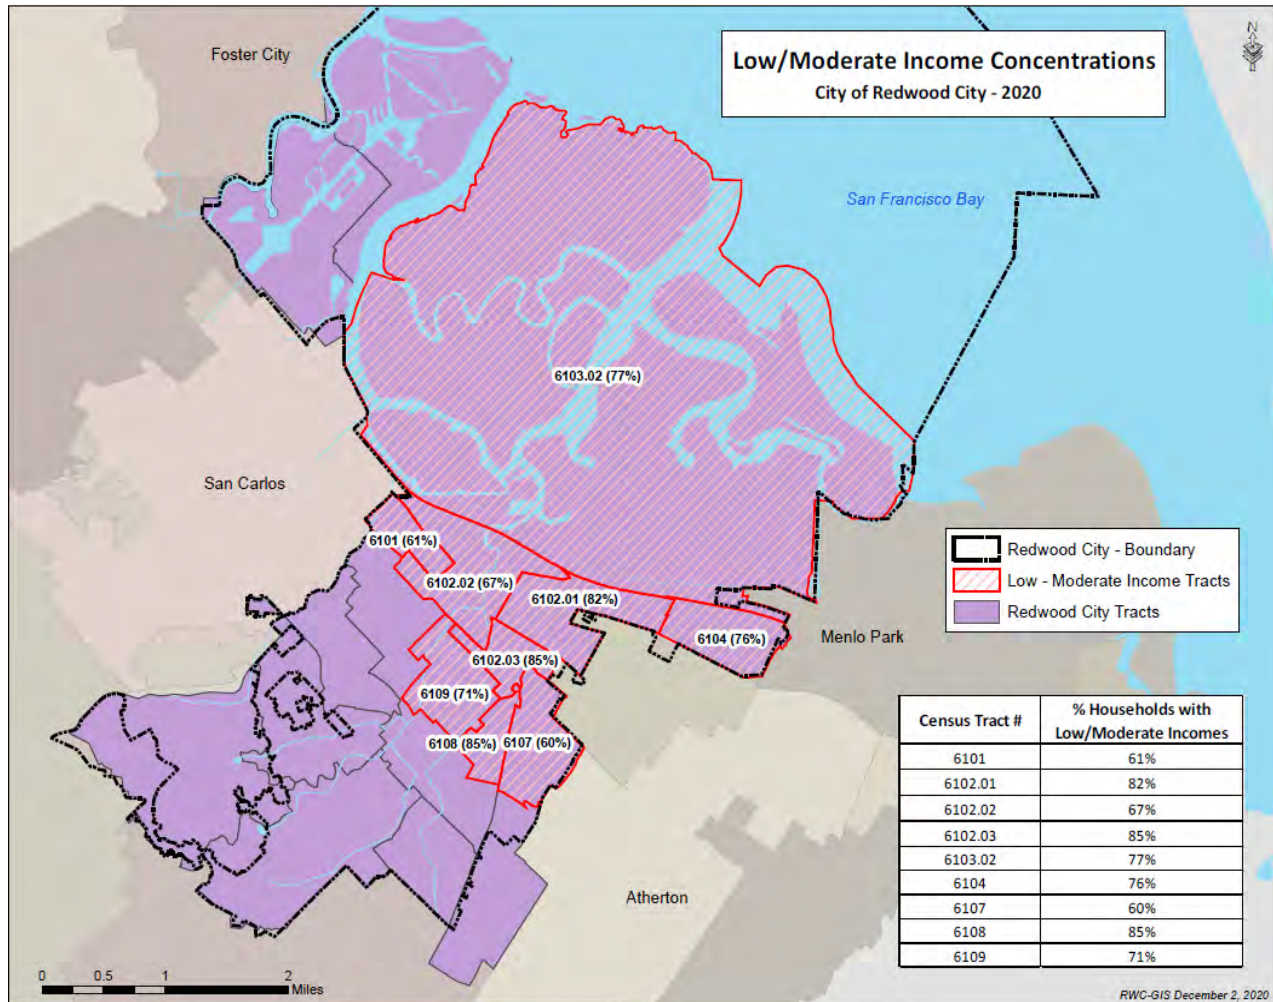 Low/Moderate Income Concentrations
City of Redwood City - 2020
N
Foster City
San Francisco Bay
6103.02 (77%)
San Carlos
6101 (61%)
6102.02 (67%)
6102.01 (82%)
6104 (76%)
Menlo Park
6102.03 (85%)
6109 (71%)
6108 (85%)
6107 (60%)
Atherton
Redwood City - Boundary
Low - Moderate Income Tracts
Redwood City Tracts
Census Tract #
% Households with
Low/Moderate Incomes
6101 61%
6102.01 82%
6102.02 67%
6102.03 85%
6103.02 77%
6104 76%
6107 60%
6108 85%
6109 71%
0 0.5 1 2
Miles
RWC-GIS December 2, 2020